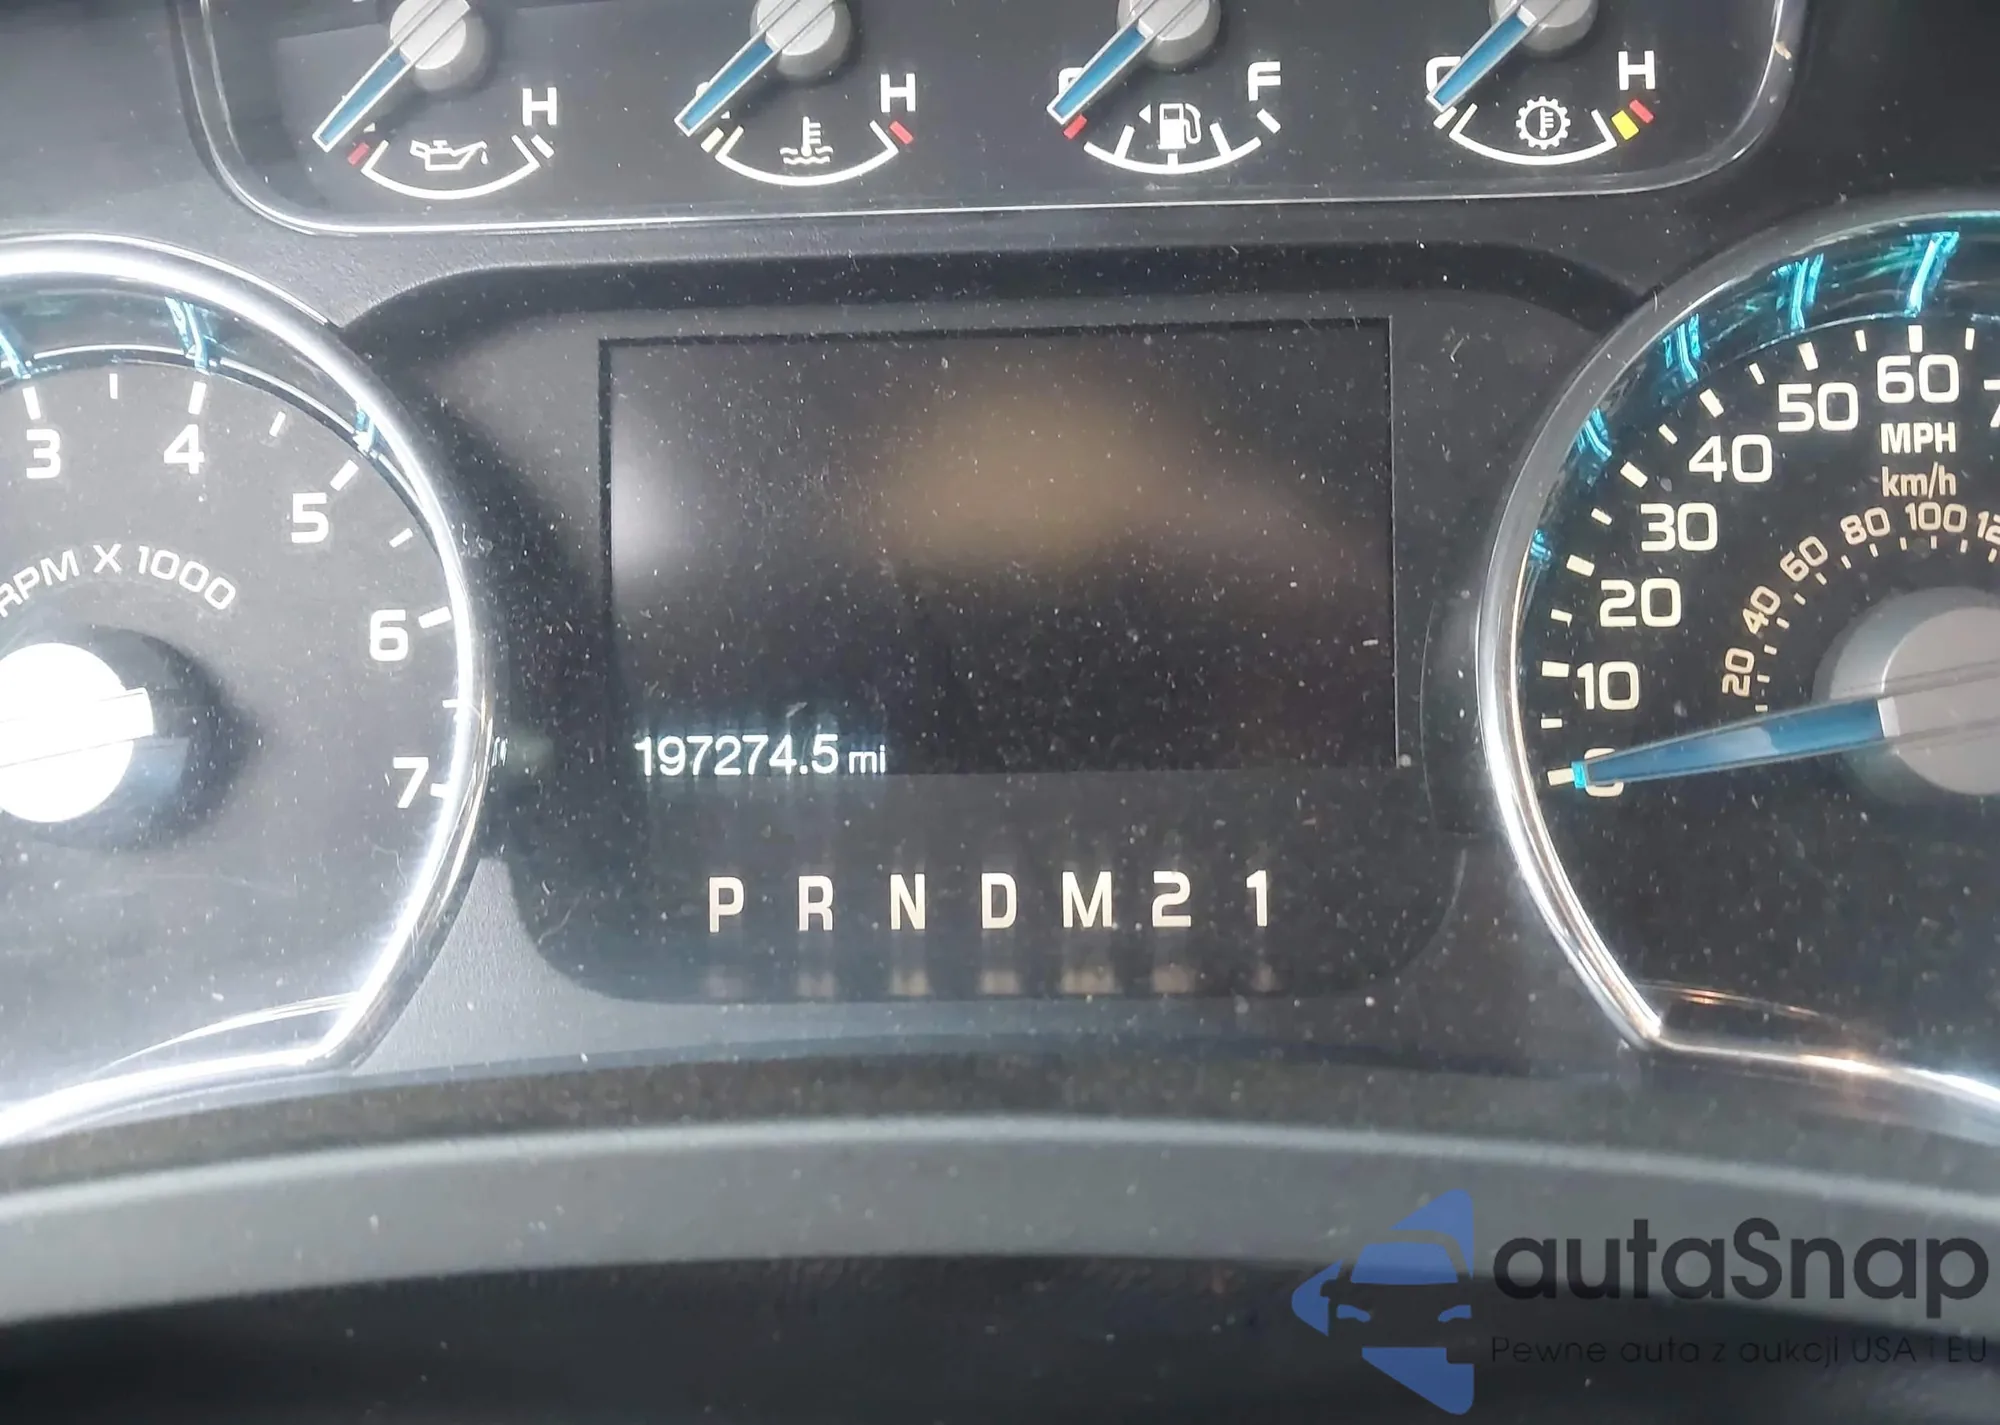 H
H
F
C H
3 4 5 6 7
RPM X 1000
10 20 30 40 50 60
MPH
km/h
20 40 60 80 100
197274.5 mi
P R N D M 2 1
autaSnap
Pewne auta z aukcji USA i EU